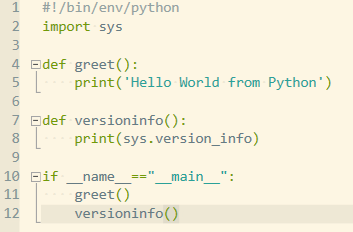 1 #!/bin/env/python
2 import sys
3
4 def greet():
5     print('Hello World from Python')
6
7 def versioninfo():
8     print(sys.version_info)
9
10 if __name__=="__main__":
11     greet()
12     versioninfo()